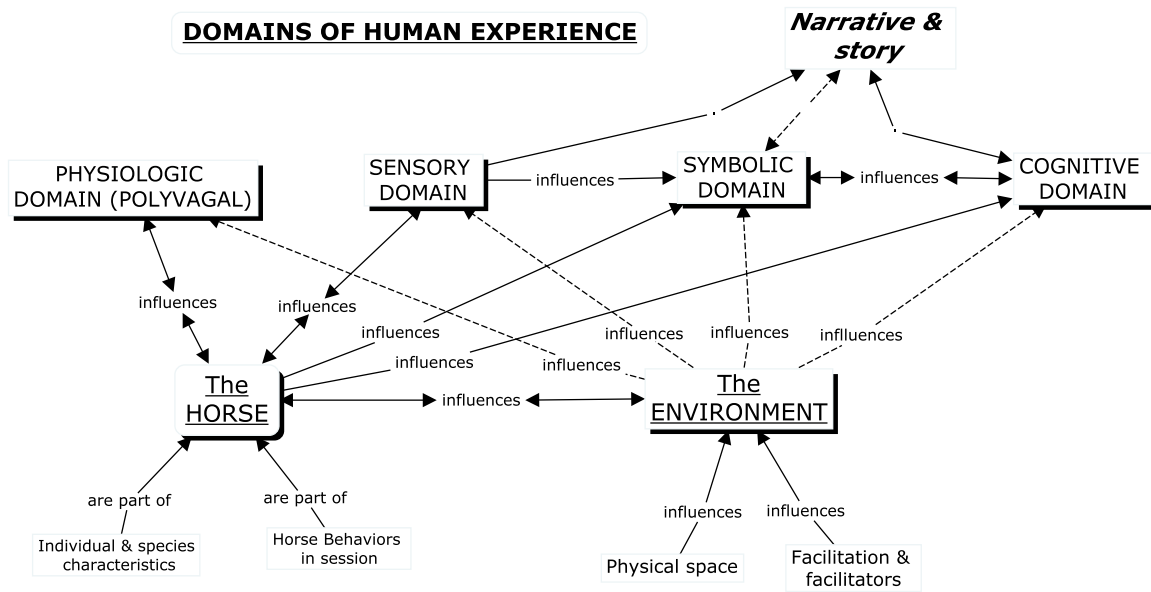 DOMAINS OF HUMAN EXPERIENCE
Narrative &
story
PHYSIOLOGIC
DOMAIN (POLYVAGAL)
SENSORY
DOMAIN
influences
SYMBOLIC
DOMAIN
influences
COGNITIVE
DOMAIN
influences
influences
influences
influences
influences
influences
infliuences
influences
The
HORSE
influences
The
ENVIRONMENT
are part of
are part of
influences
influences
Individual & species
characteristics
Horse Behaviors
in session
Physical space
Facilitation &
facilitators